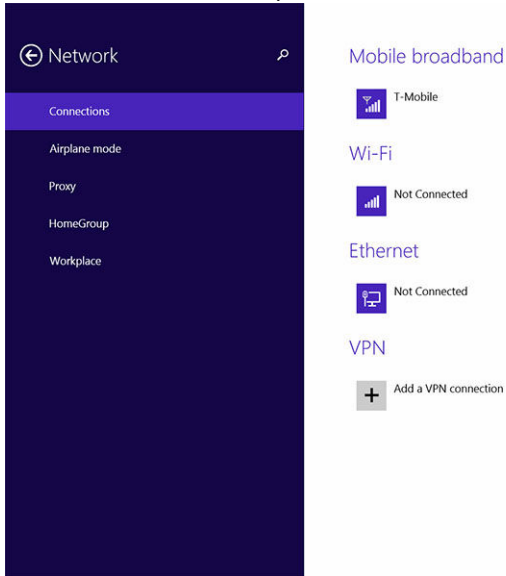 Network
Connections
Airplane mode
Proxy
HomeGroup
Workplace
Mobile broadband
T-Mobile
Wi-Fi
Not Connected
Ethernet
Not Connected
VPN
Add a VPN connection